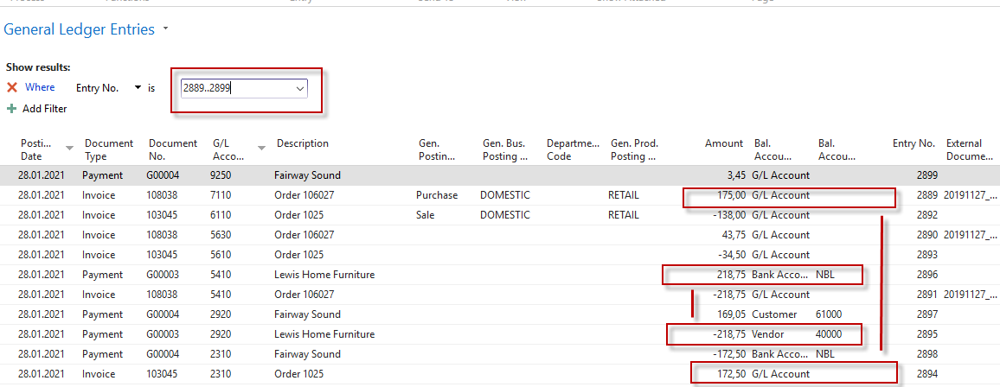 General Ledger Entries
Show results:
Where Entry No. is 2889..2899
Add Filter
Posti... Document Document G/L Description Gen. Gen. Bus. Departme... Gen. Prod. Amount Bal. Bal. Entry No. External
Date Type No. Acco... Postin... Posting ... Code Posting ... Accou... Accou... Docume...
28.01.2021 Payment G00004 9250 Fairway Sound 3,45 G/L Account 2899
28.01.2021 Invoice 108038 7110 Order 106027 Purchase DOMESTIC RETAIL 175,00 G/L Account 2889 20191127_...
28.01.2021 Invoice 103045 6110 Order 1025 Sale DOMESTIC RETAIL -138,00 G/L Account 2892
28.01.2021 Invoice 108038 5630 Order 106027 43,75 G/L Account 2890 20191127_...
28.01.2021 Invoice 103045 5610 Order 1025 -34,50 G/L Account 2893
28.01.2021 Payment G00003 5410 Lewis Home Furniture 218,75 Bank Acco... NBL 2896
28.01.2021 Invoice 108038 5410 Order 106027 -218,75 G/L Account 2891 20191127_...
28.01.2021 Payment G00004 2920 Fairway Sound 169,05 Customer 61000 2897
28.01.2021 Payment G00003 2920 Lewis Home Furniture -218,75 Vendor 40000 2895
28.01.2021 Payment G00004 2310 Fairway Sound -172,50 Bank Acco... NBL 2898
28.01.2021 Invoice 103045 2310 Order 1025 172,50 G/L Account 2894